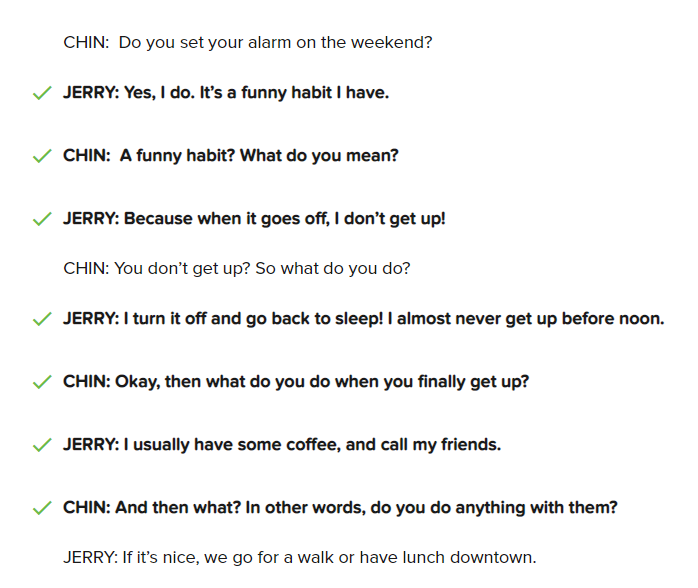 CHIN: Do you set your alarm on the weekend?
JERRY: Yes, I do. It’s a funny habit I have.
CHIN: A funny habit? What do you mean?
JERRY: Because when it goes off, I don’t get up!
CHIN: You don’t get up? So what do you do?
JERRY: I turn it off and go back to sleep! I almost never get up before noon.
CHIN: Okay, then what do you do when you finally get up?
JERRY: I usually have some coffee, and call my friends.
CHIN: And then what? In other words, do you do anything with them?
JERRY: If it’s nice, we go for a walk or have lunch downtown.